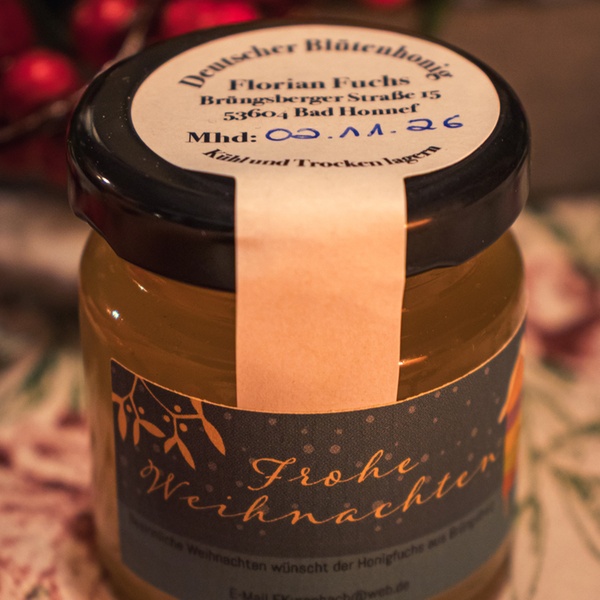 Deutscher Blütenhonig
Florian Fuchs
Brüngsberger Straße 15
53604 Bad Honnef
Mhd: 02.11.26
Kühl und Trocken lagern
Frohe
Weihnachten
Weihnachten wünscht der Honigfuchs aus
E-Mail